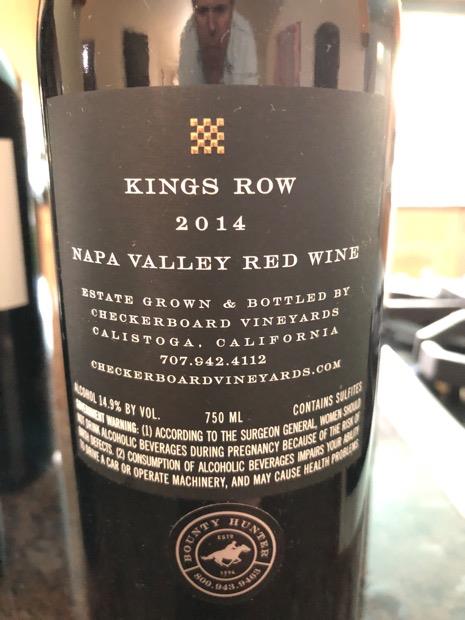 KINGS ROW
2014
NAPA VALLEY RED WINE
ESTATE GROWN & BOTTLED BY
CHECKERBOARD VINEYARDS
CALISTOGA, CALIFORNIA
707.942.4112
CHECKERBOARDVINEYARDS.COM
ALCOHOL 14.9% BY VOL. 750 ML CONTAINS SULFITES
WARNING: (1) ACCORDING TO THE SURGEON GENERAL, WOMEN SHOULD
NOT DRINK ALCOHOLIC BEVERAGES DURING PREGNANCY BECAUSE OF THE RISK OF
BIRTH DEFECTS. (2) CONSUMPTION OF ALCOHOLIC BEVERAGES IMPAIRS YOUR ABILITY
TO DRIVE A CAR OR OPERATE MACHINERY, AND MAY CAUSE HEALTH PROBLEMS.
BOUNTY HUNTER
ESTD
1994
800.943.9463